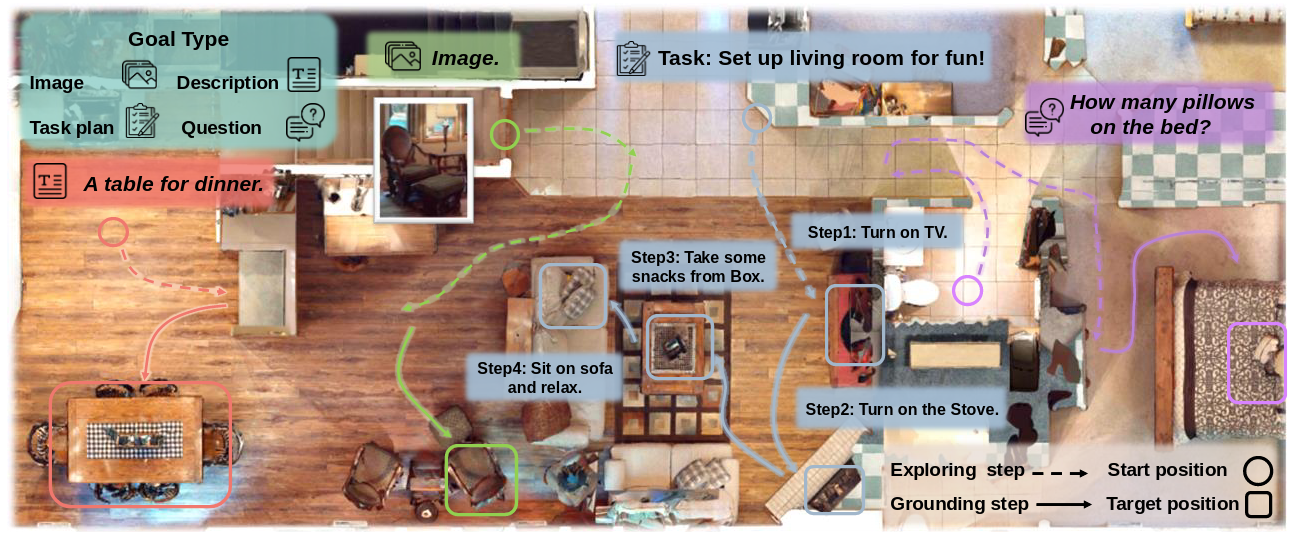 Goal Type
Image
Description
Task plan
Question
Image.
Task: Set up living room for fun!
How many pillows
on the bed?
A table for dinner.
Step1: Turn on TV.
Step3: Take some
snacks from Box.
Step4: Sit on sofa
and relax.
Step2: Turn on the Stove.
Exploring step
Start position
Grounding step
Target position